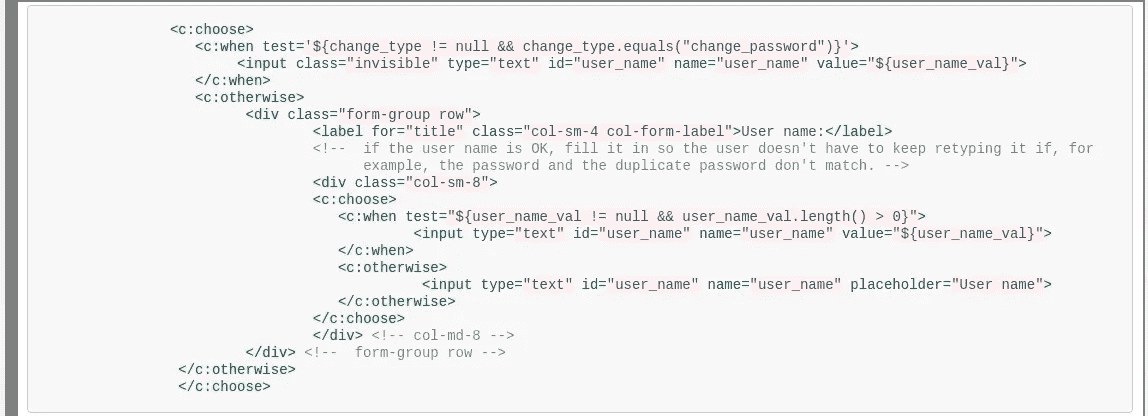 <c:choose>
<c:when test='${change_type != null && change_type.equals("change_password")}'>
<input class="invisible" type="text" id="user_name" name="user_name" value="${user_name_val}">
</c:when>
<c:otherwise>
<div class="form-group row">
<label for="title" class="col-sm-4 col-form-label">User name:</label>
<!--  if the user name is OK, fill it in so the user doesn't have to keep retyping it if, for
example, the password and the duplicate password don't match. -->
<div class="col-sm-8">
<c:choose>
<c:when test="${user_name_val != null && user_name_val.length() > 0}">
<input type="text" id="user_name" name="user_name" value="${user_name_val}">
</c:when>
<c:otherwise>
<input type="text" id="user_name" name="user_name" placeholder="User name">
</c:otherwise>
</c:choose>
</div> <!-- col-md-8 -->
</div> <!--  form-group row -->
</c:otherwise>
</c:choose>